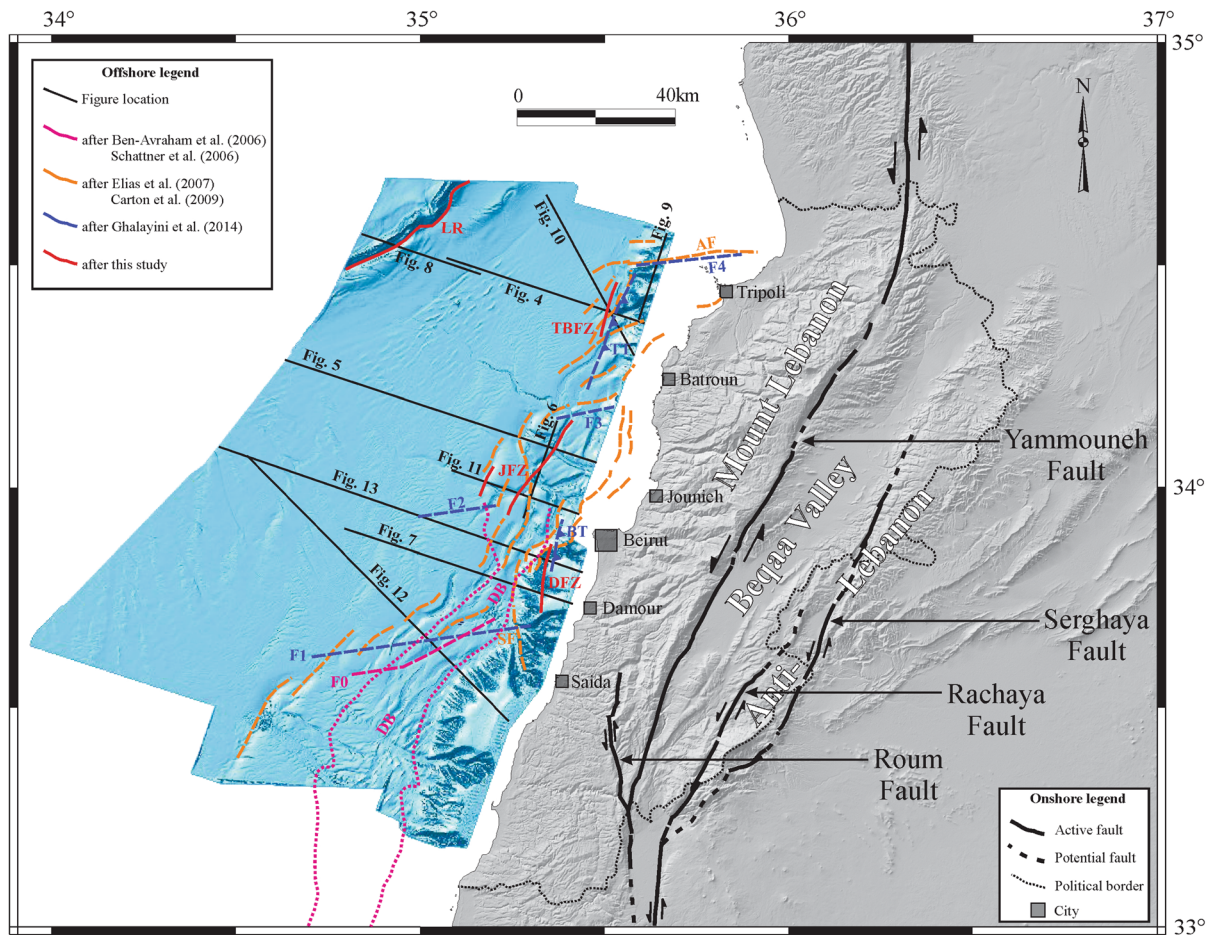 34°
35°
36°
37°
35°
34°
33°
Offshore legend
Figure location
after Ben-Avraham et al. (2006)
Schattner et al. (2006)
after Elias et al. (2007)
Carton et al. (2009)
after Ghalayini et al. (2014)
after this study
0
40km
N
LR
Fig. 8
Fig. 4
Fig. 10
Fig. 9
AF
F4
Tripoli
TBFZ
TT
Fig. 5
Batroun
Fig. 6
F3
Fig. 11
JFZ
Fig. 13
F2
Jounich
BT
Beirut
Fig. 7
DFZ
Fig. 12
DB
Damour
SF
F1
F0
Saida
DB
Mount Lebanon
Beqaa Valley
Anti-
Lebanon
Yammouneh
Fault
Serghaya
Fault
Rachaya
Fault
Roum
Fault
Onshore legend
Active fault
Potential fault
Political border
City